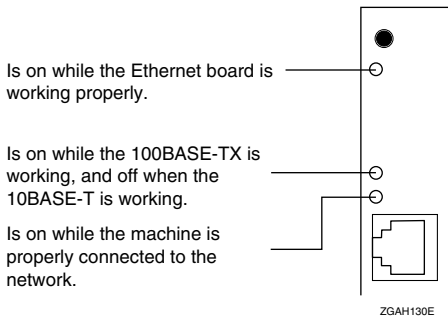 Is on while the Ethernet board is
working properly.
Is on while the 100BASE-TX is
working, and off when the
10BASE-T is working.
Is on while the machine is
properly connected to the
network.
ZGAH130E